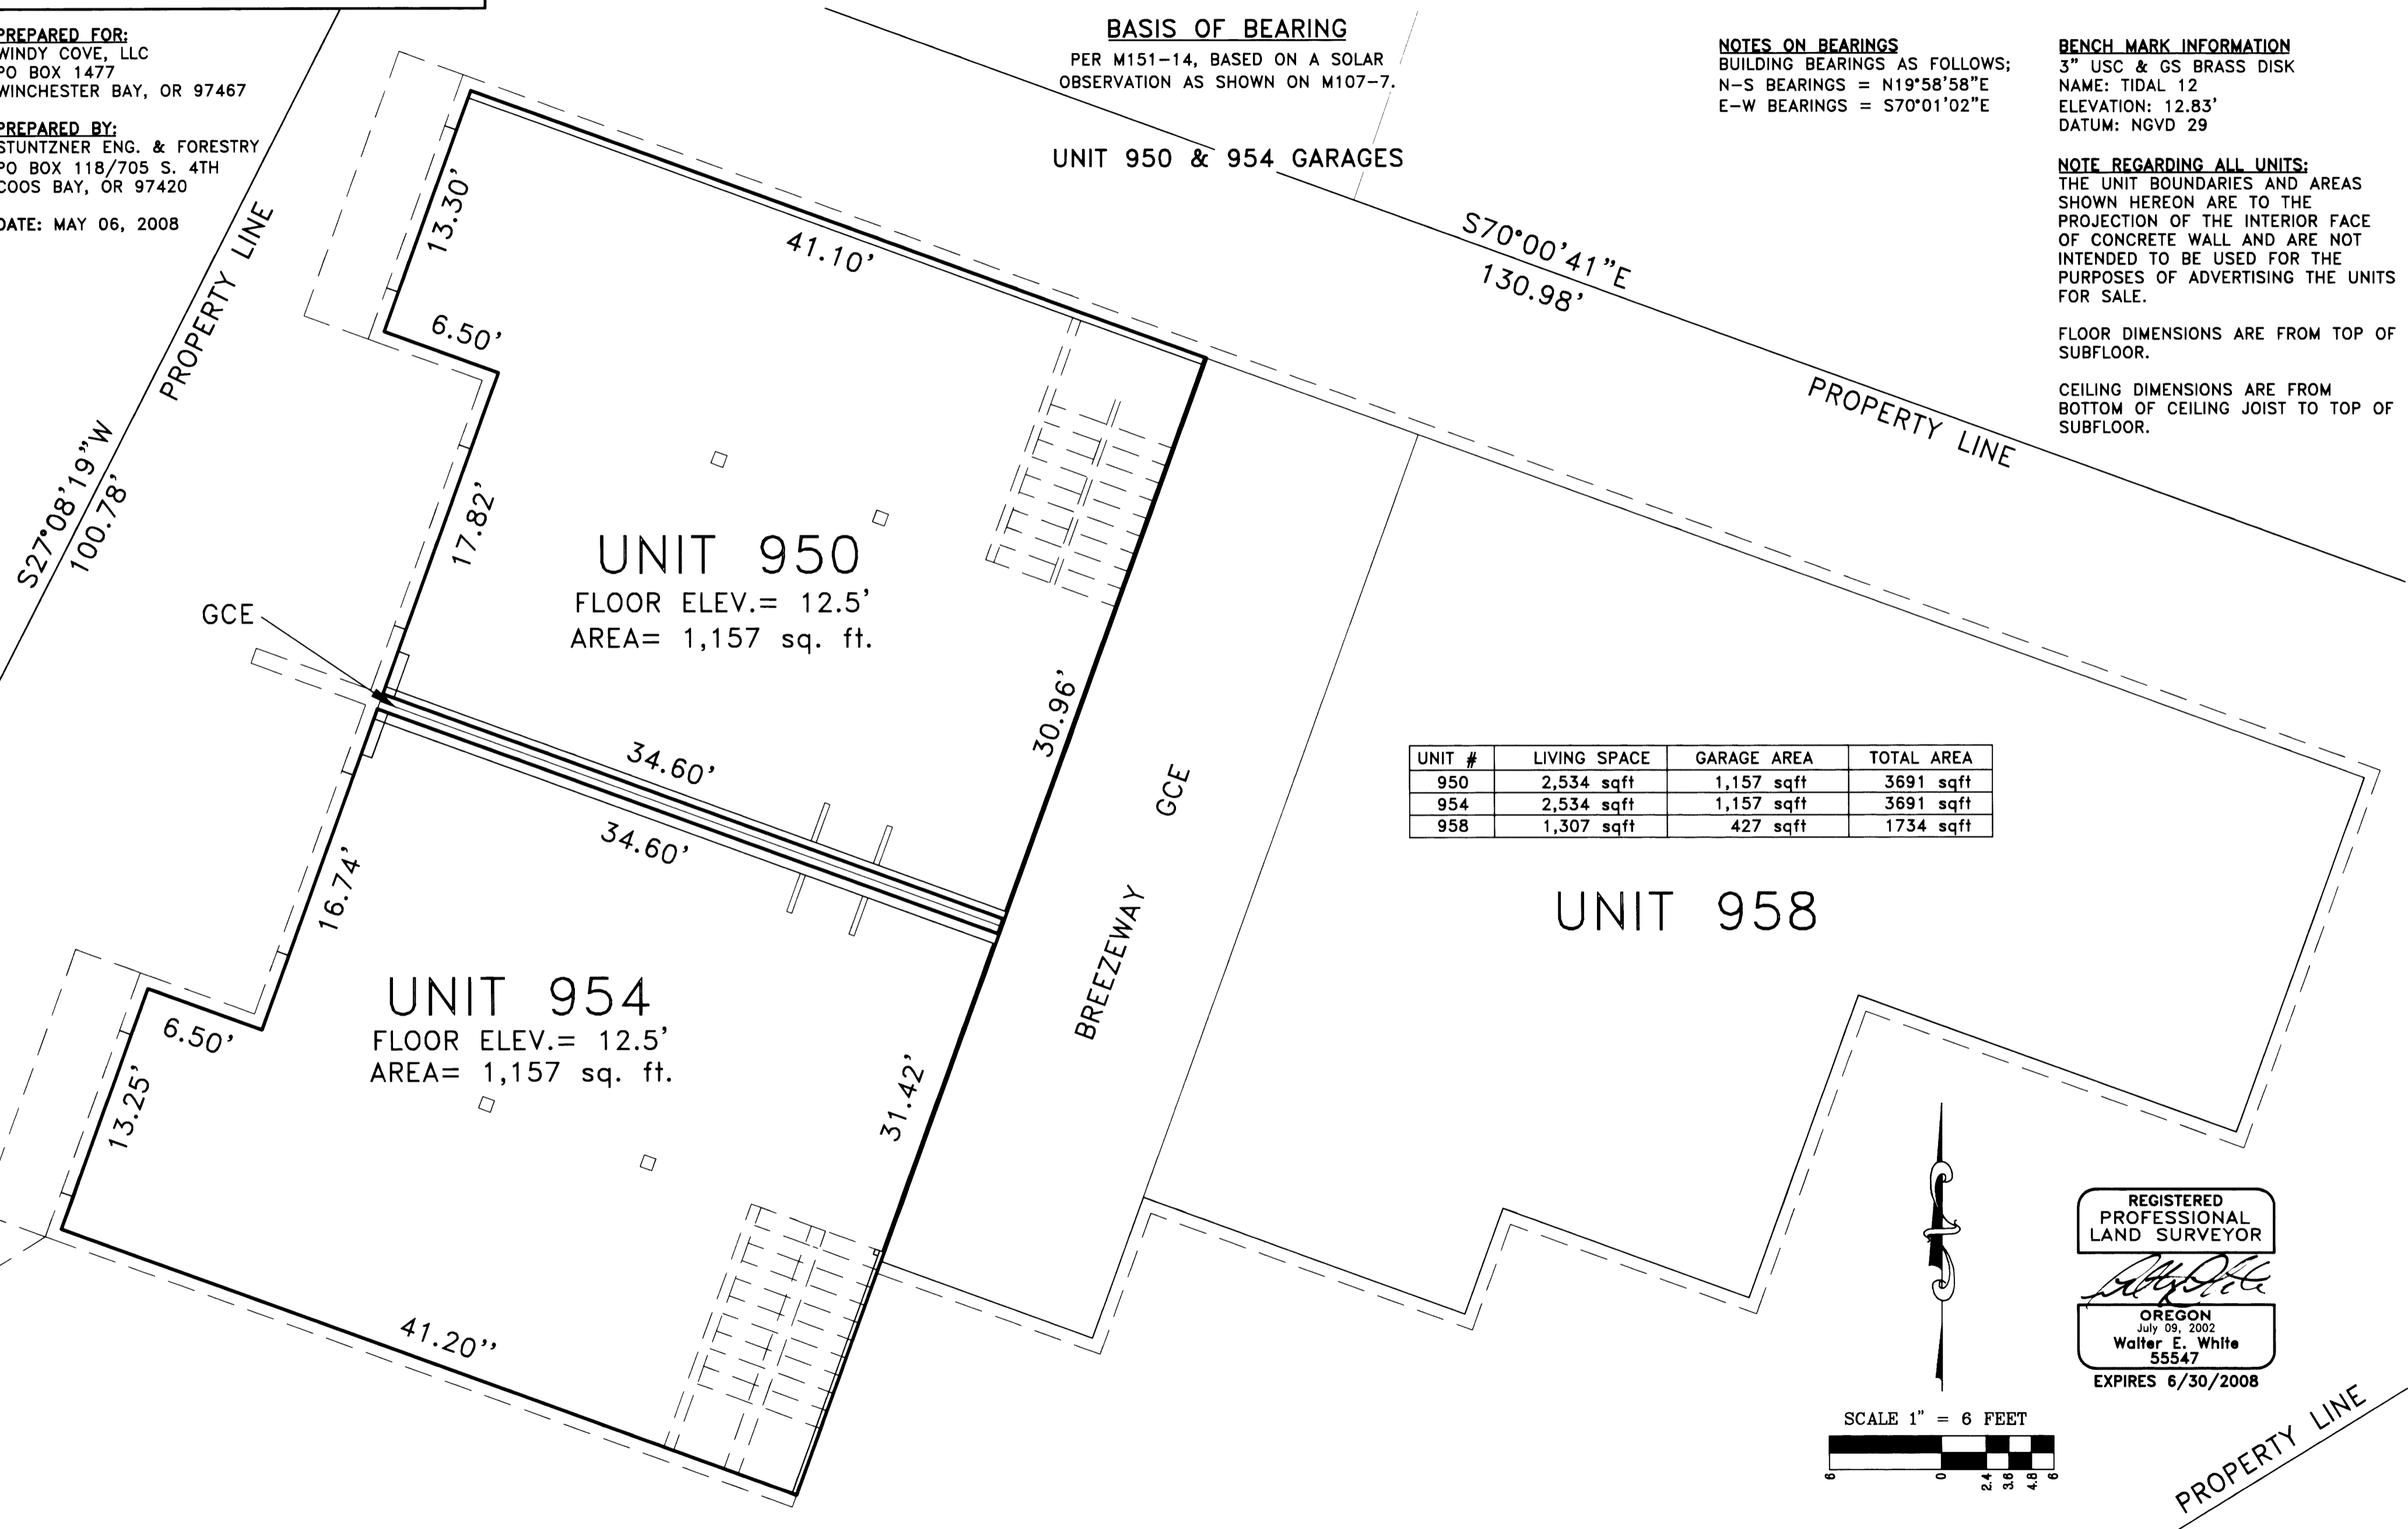 PREPARED FOR:
WINDY COVE, LLC
PO BOX 1477
WINCHESTER BAY, OR 97467
PREPARED BY:
STUNTZNER ENG. & FORESTRY
PO BOX 118/705 S. 4TH
COOS BAY, OR 97420
DATE: MAY 06, 2008
BASIS OF BEARING
PER M151-14, BASED ON A SOLAR
OBSERVATION AS SHOWN ON M107-7.
UNIT 950 & 954 GARAGES
NOTES ON BEARINGS
BUILDING BEARINGS AS FOLLOWS;
N-S BEARINGS = N19°58'58"E
E-W BEARINGS = S70°01'02"E
BENCH MARK INFORMATION
3" USC & GS BRASS DISK
NAME: TIDAL 12
ELEVATION: 12.83'
DATUM: NGVD 29
NOTE REGARDING ALL UNITS:
THE UNIT BOUNDARIES AND AREAS
SHOWN HEREON ARE TO THE
PROJECTION OF THE INTERIOR FACE
OF CONCRETE WALL AND ARE NOT
INTENDED TO BE USED FOR THE
PURPOSES OF ADVERTISING THE UNITS
FOR SALE.
FLOOR DIMENSIONS ARE FROM TOP OF
SUBFLOOR.
CEILING DIMENSIONS ARE FROM
BOTTOM OF CEILING JOIST TO TOP OF
SUBFLOOR.
PROPERTY LINE
S27°08'19"W
100.78'
S70°00'41"E
130.98'
PROPERTY LINE
13.30'
41.10'
6.50'
17.82'
UNIT 950
FLOOR ELEV.= 12.5'
AREA= 1,157 sq. ft.
GCE
30.96'
34.60'
34.60'
16.74'
UNIT 954
FLOOR ELEV.= 12.5'
AREA= 1,157 sq. ft.
6.50'
13.25'
31.42'
41.20''
BREEZEWAY GCE
UNIT # LIVING SPACE GARAGE AREA TOTAL AREA
950 2,534 sqft 1,157 sqft 3691 sqft
954 2,534 sqft 1,157 sqft 3691 sqft
958 1,307 sqft 427 sqft 1734 sqft
UNIT 958
REGISTERED
PROFESSIONAL
LAND SURVEYOR
OREGON
July 09, 2002
Walter E. White
55547
EXPIRES 6/30/2008
SCALE 1" = 6 FEET
6 0 2.4 3.6 4.8 6
PROPERTY LINE